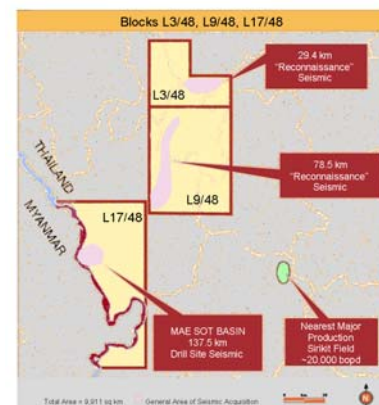 Blocks L3/48, L9/48, L17/48
29.4 km
"Reconnaissance"
Seismic
L3/48
78.5 km
"Reconnaissance"
Seismic
L9/48
THAILAND
MYANMAR
L17/48
MAE SOT BASIN
137.5 km
Drill Site Seismic
Nearest Major
Production
Sirikit Field
~20,000 bopd
Total Area = 9,911 sq km
General Area of Seismic Acquisition
N